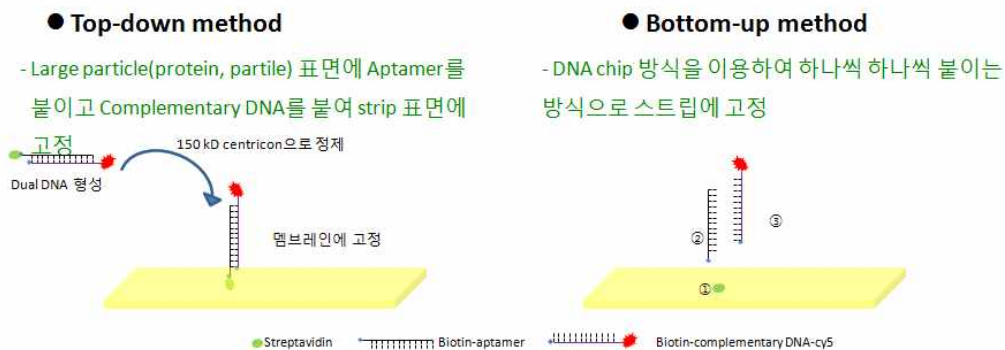 ● Top-down method
- Large particle(protein, partile) 표면에 Aptamer를
붙이고 Complementary DNA를 붙여 strip 표면에
고정
150 kD centricon으로 정제
Dual DNA 형성
멤브레인에 고정
● Bottom-up method
- DNA chip 방식을 이용하여 하나씩 하나씩 붙이는
방식으로 스트립에 고정
②
③
①
Streptavidin
Biotin-aptamer
Biotin-complementary DNA-cy5